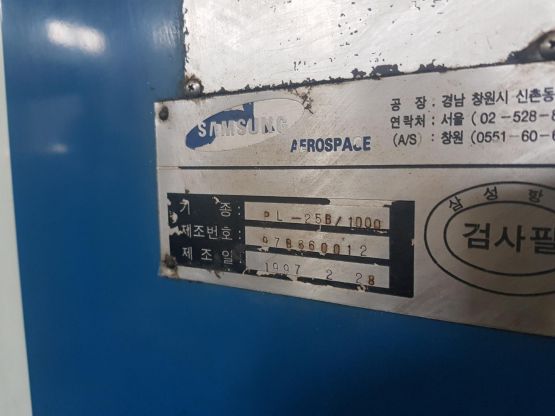 SAMSUNG
AEROSPACE
공 장 : 경남 창원시 신촌동
연락처 : 서울 (02-528-
(A/S) : 창원 (0551-60-
기 종 : PL-25B/1000
제조번호 : 97B660012
제 조 일 : 1997 2 28
삼성항
검사필